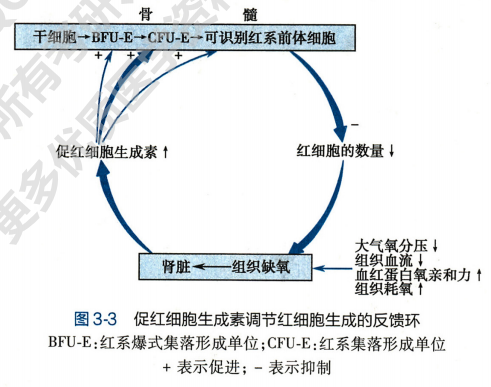 骨 髓
干细胞→BFU-E→CFU-E→可识别红系前体细胞
+ + +
促红细胞生成素↑
−
红细胞的数量↓
肾脏←组织缺氧
大气氧分压↓
组织血流↓
血红蛋白氧亲和力↑
组织耗氧↑
图3-3 促红细胞生成素调节红细胞生成的反馈环
BFU-E:红系爆式集落形成单位;CFU-E:红系集落形成单位
+ 表示促进; − 表示抑制